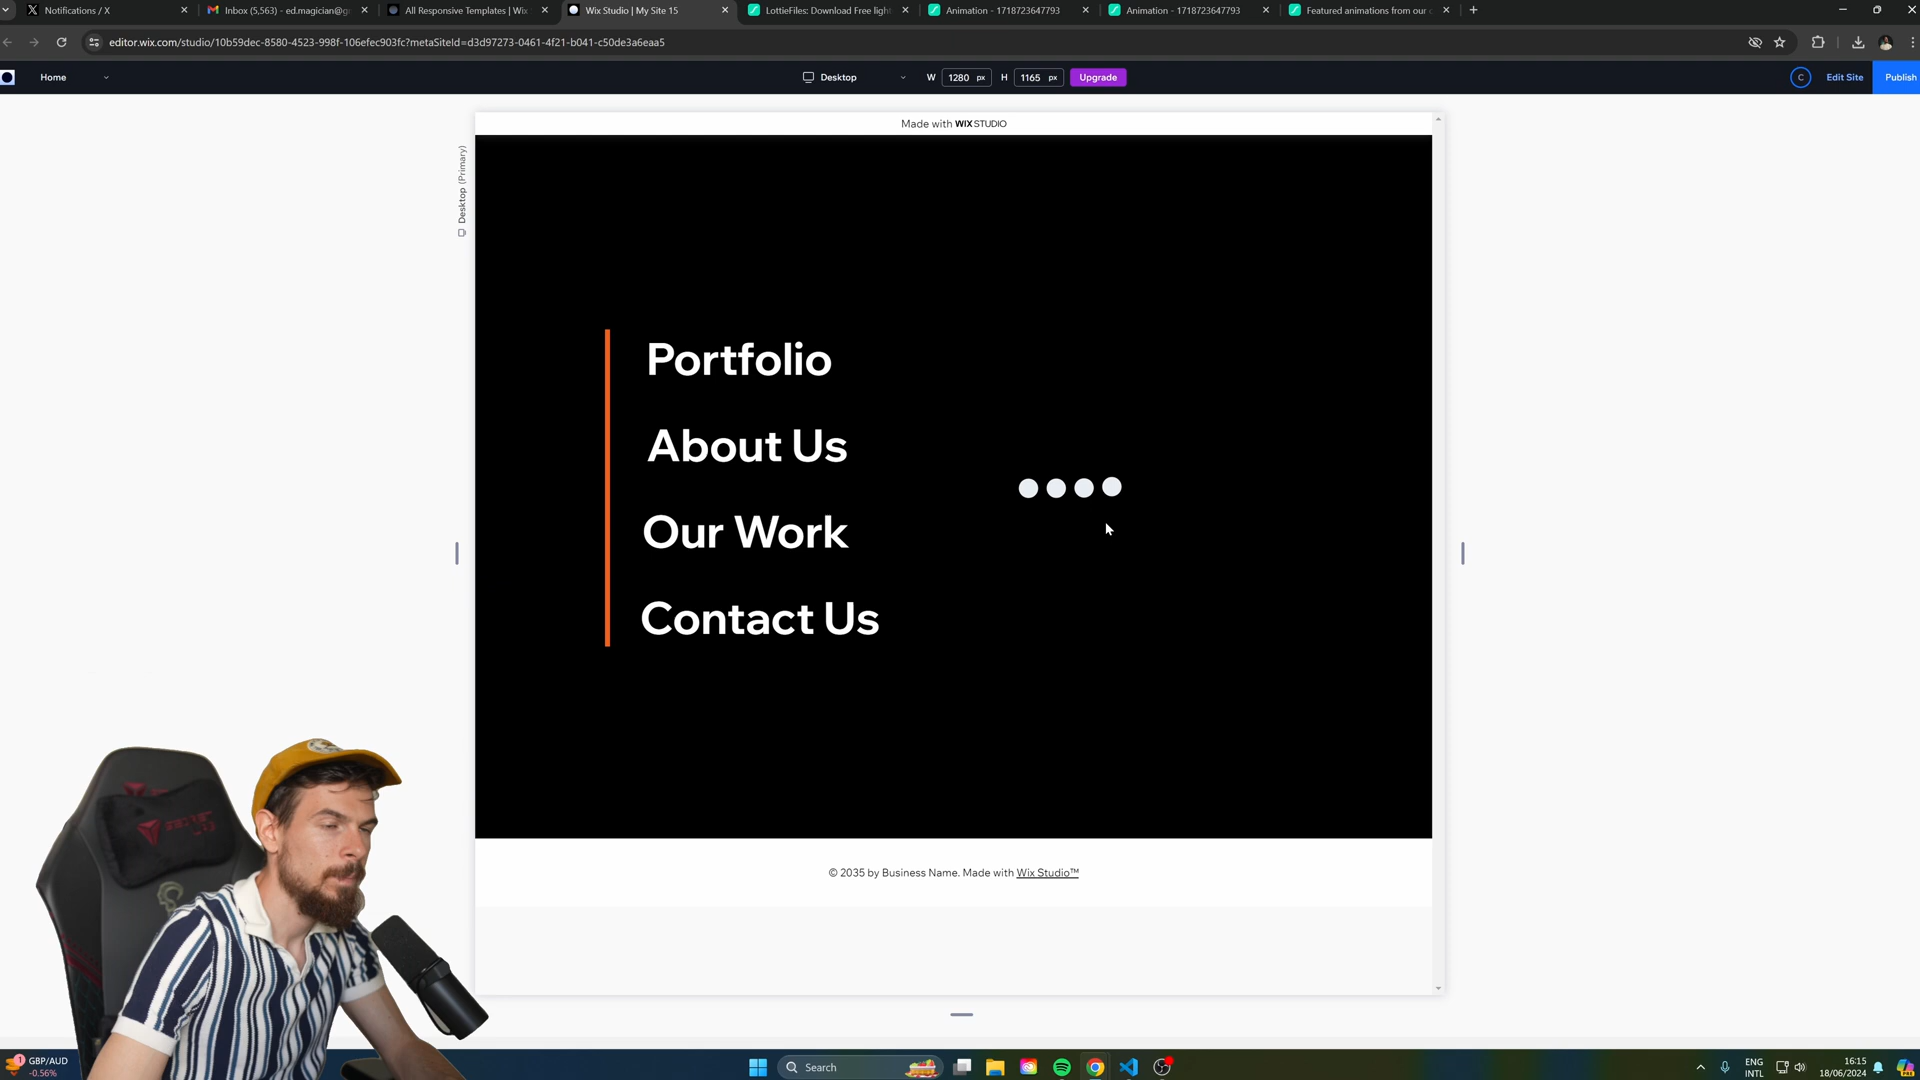 Notifications / X
Inbox (5,563) - ed.magician@g
All Responsive Templates | Wix
Wix Studio | My Site 15
LottieFiles: Download Free light
Animation - 1718723647793
Animation - 1718723647793
Featured animations from our c
editor.wix.com/studio/10b59dec-8580-4523-998f-106efec903fc?metaSiteId=d3d97273-0461-4f21-b041-c50de3a6eaa5
Home
Desktop
W 1280 px
H 1165 px
Upgrade
C
Edit Site
Publish
Made with WIX STUDIO
Desktop (Primary)
Portfolio
About Us
Our Work
Contact Us
© 2035 by Business Name. Made with Wix Studio™
1
GBP/AUD
-0.56%
Search
ENG
INTL
16:15
18/06/2024